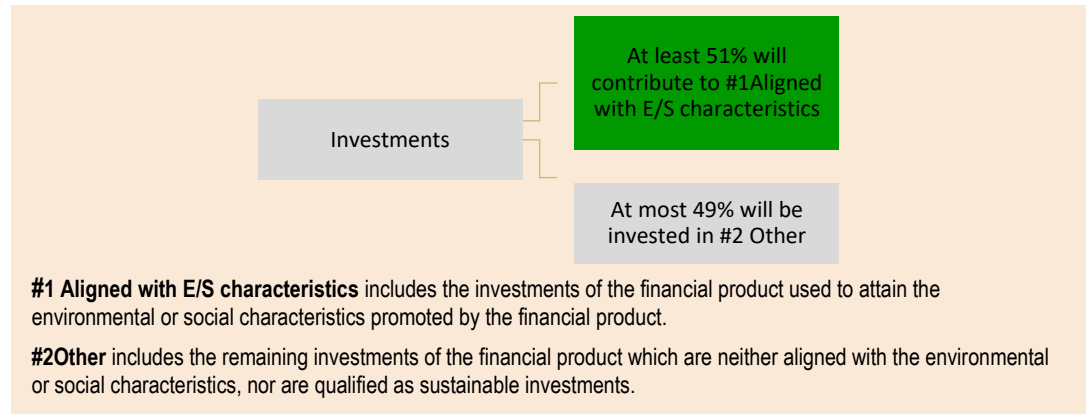 At least 51% will
contribute to #1Aligned
with E/S characteristics
Investments
At most 49% will be
invested in #2 Other
#1 Aligned with E/S characteristics includes the investments of the financial product used to attain the
environmental or social characteristics promoted by the financial product.
#2Other includes the remaining investments of the financial product which are neither aligned with the environmental
or social characteristics, nor are qualified as sustainable investments.